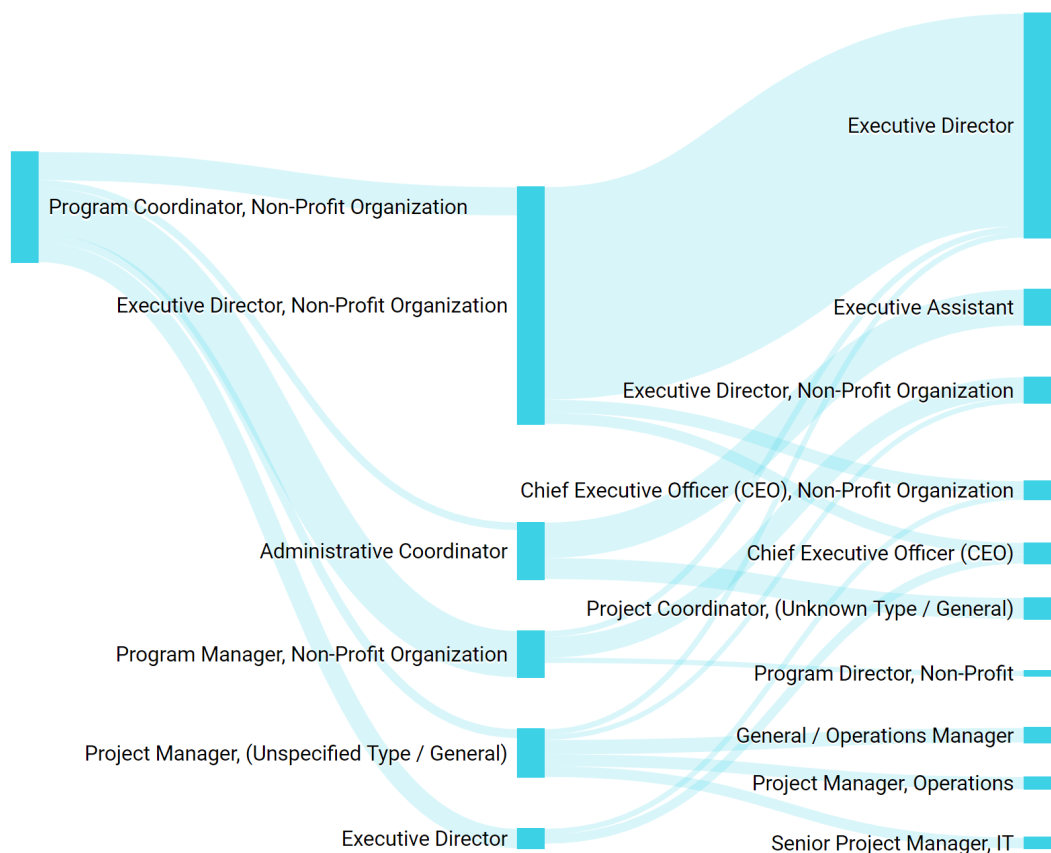 Program Coordinator, Non-Profit Organization
Executive Director, Non-Profit Organization
Administrative Coordinator
Program Manager, Non-Profit Organization
Project Manager, (Unspecified Type / General)
Executive Director
Executive Director
Executive Assistant
Executive Director, Non-Profit Organization
Chief Executive Officer (CEO), Non-Profit Organization
Chief Executive Officer (CEO)
Project Coordinator, (Unknown Type / General)
Program Director, Non-Profit
General / Operations Manager
Project Manager, Operations
Senior Project Manager, IT